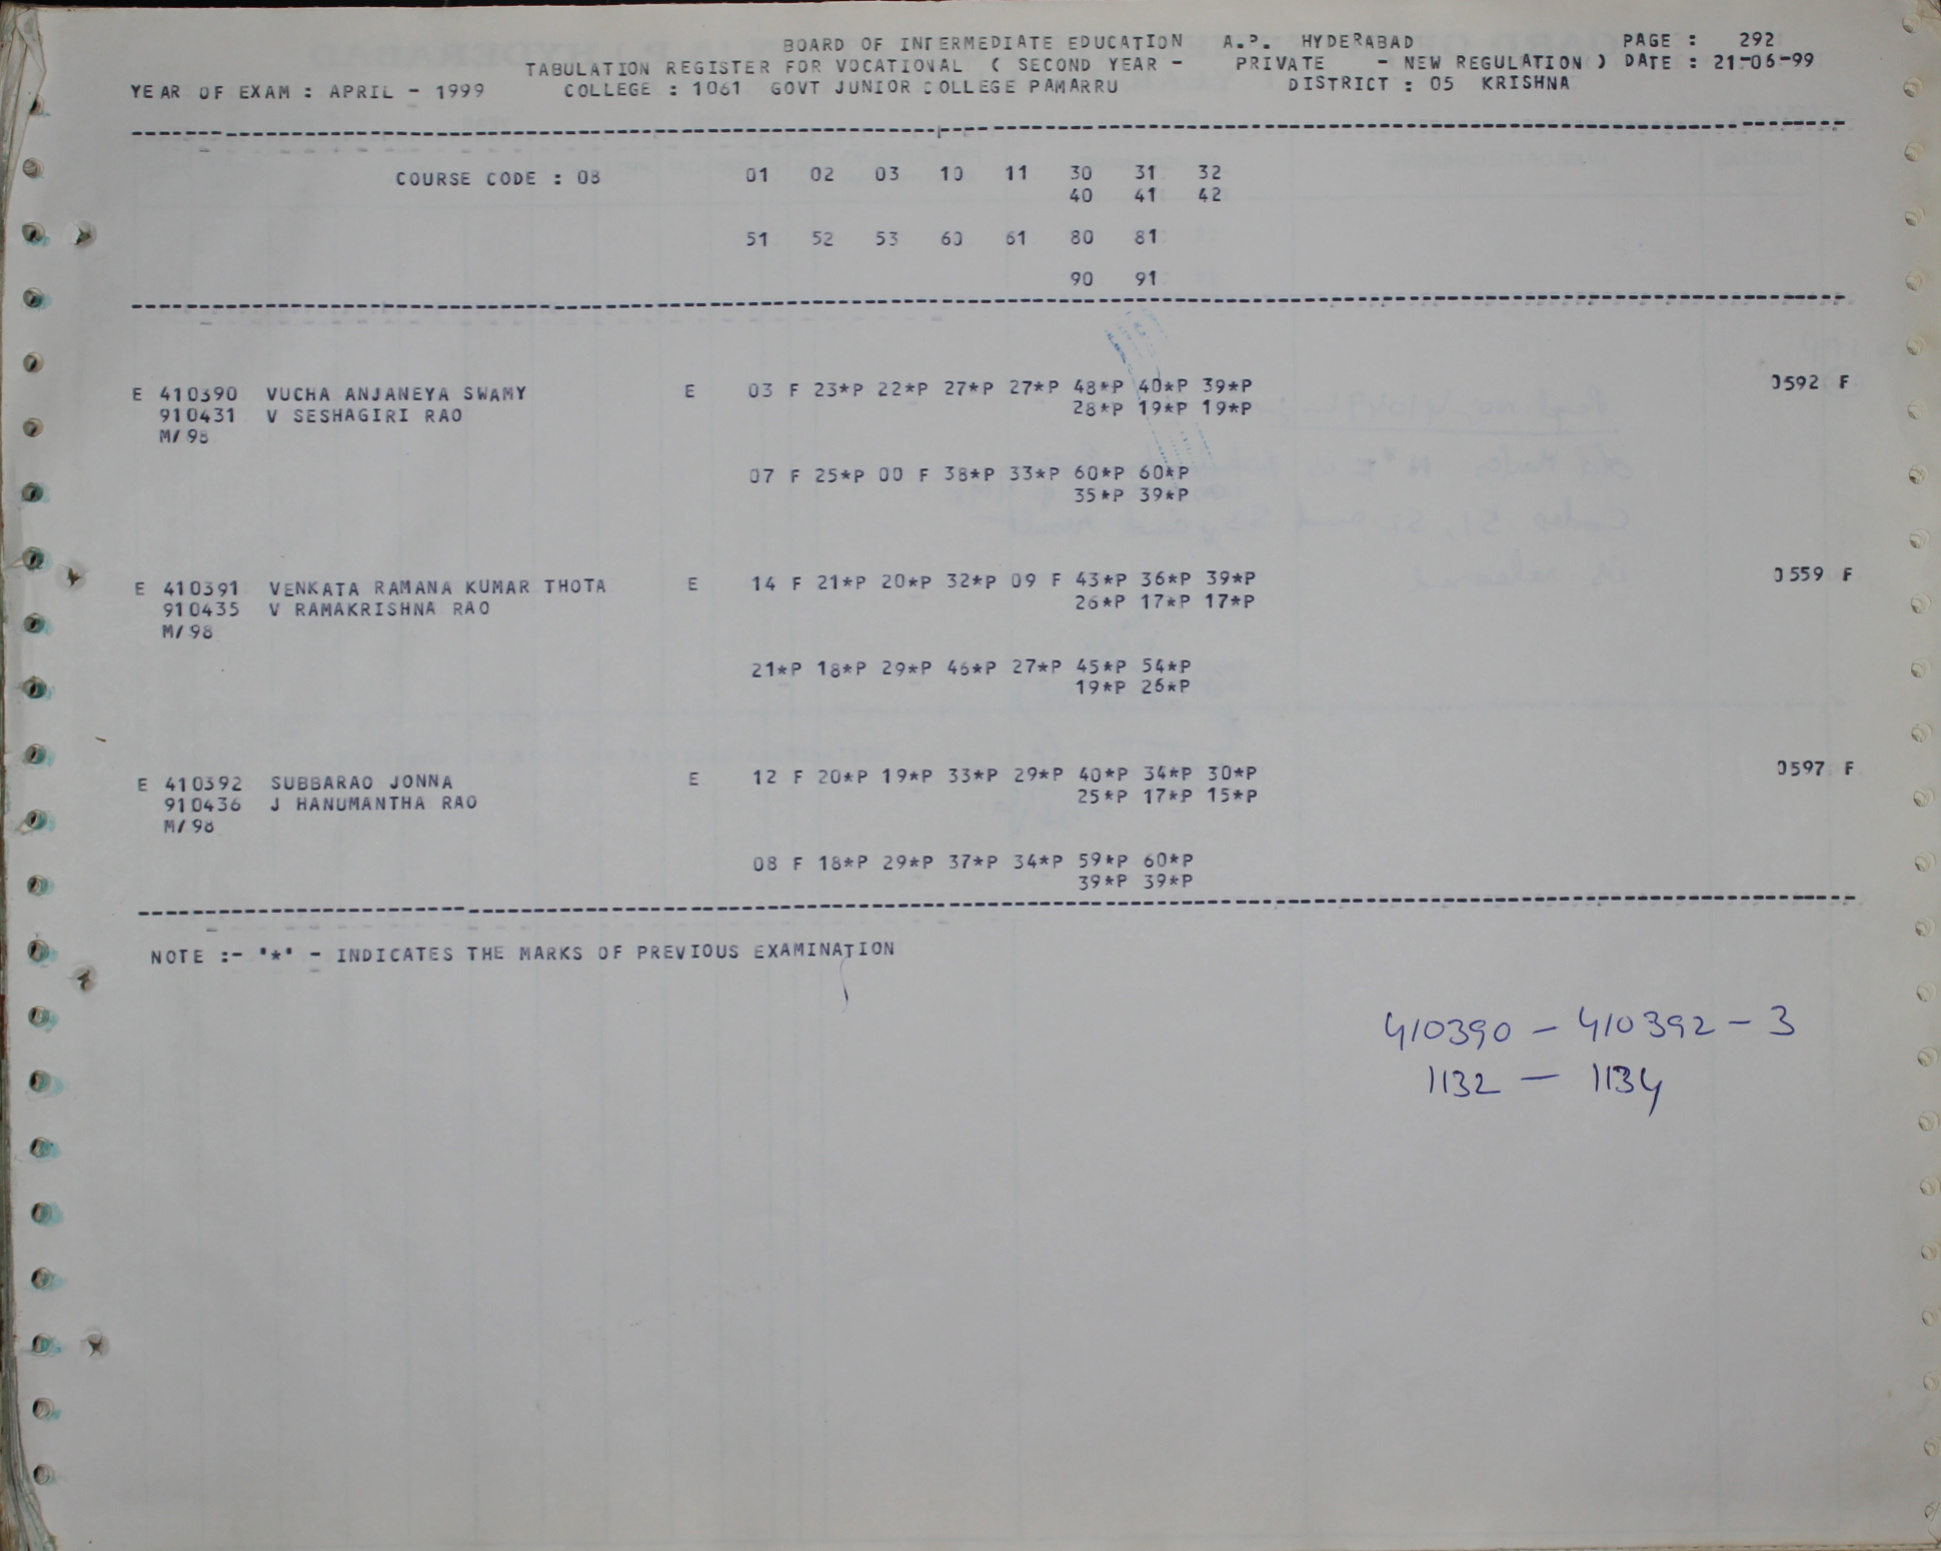 BOARD OF INTERMEDIATE EDUCATION A.P. HYDERABAD PAGE : 292
TABULATION REGISTER FOR VOCATIONAL ( SECOND YEAR - PRIVATE - NEW REGULATION ) DATE : 21-06-99
YEAR OF EXAM : APRIL - 1999 COLLEGE : 1061 GOVT JUNIOR COLLEGE PAMARRU DISTRICT : 05 KRISHNA
COURSE CODE : 08 01 02 03 10 11 30 31 32
40 41 42
51 52 53 60 61 80 81
90 91
E 410390 VUCHA ANJANEYA SWAMY E 03 F 23*P 22*P 27*P 27*P 48*P 40*P 39*P 0592 F
910431 V SESHAGIRI RAO 28*P 19*P 19*P
M/98
07 F 25*P 00 F 38*P 33*P 60*P 60*P
35*P 39*P
E 410391 VENKATA RAMANA KUMAR THOTA E 14 F 21*P 20*P 32*P 09 F 43*P 36*P 39*P 0559 F
910435 V RAMAKRISHNA RAO 26*P 17*P 17*P
M/98
21*P 18*P 29*P 46*P 27*P 45*P 54*P
19*P 26*P
E 410392 SUBBARAO JONNA E 12 F 20*P 19*P 33*P 29*P 40*P 34*P 30*P 0597 F
910436 J HANUMANTHA RAO 25*P 17*P 15*P
M/98
08 F 18*P 29*P 37*P 34*P 59*P 60*P
39*P 39*P
NOTE :- "*" - INDICATES THE MARKS OF PREVIOUS EXAMINATION
410390 – 410392 – 3
1132 – 1134